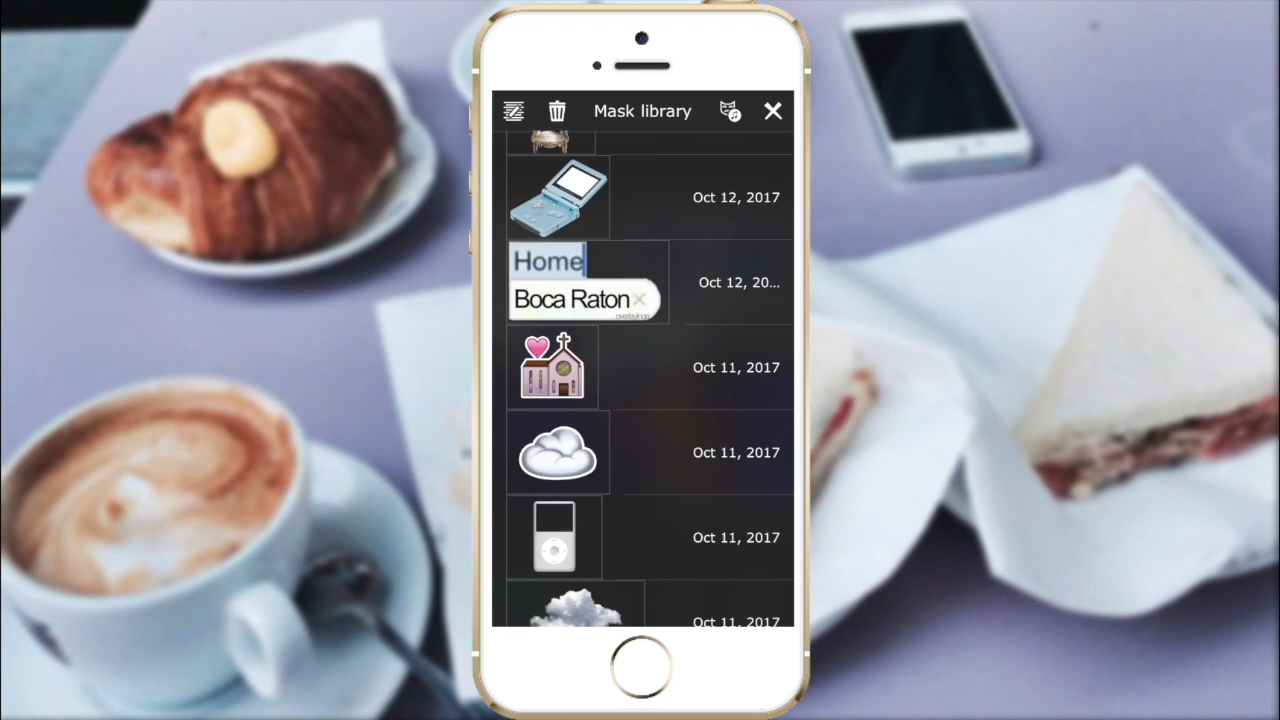 Mask library
Oct 12, 2017
Home
Boca Raton
Oct 12, 20...
Oct 11, 2017
Oct 11, 2017
Oct 11, 2017
Oct 11, 2017